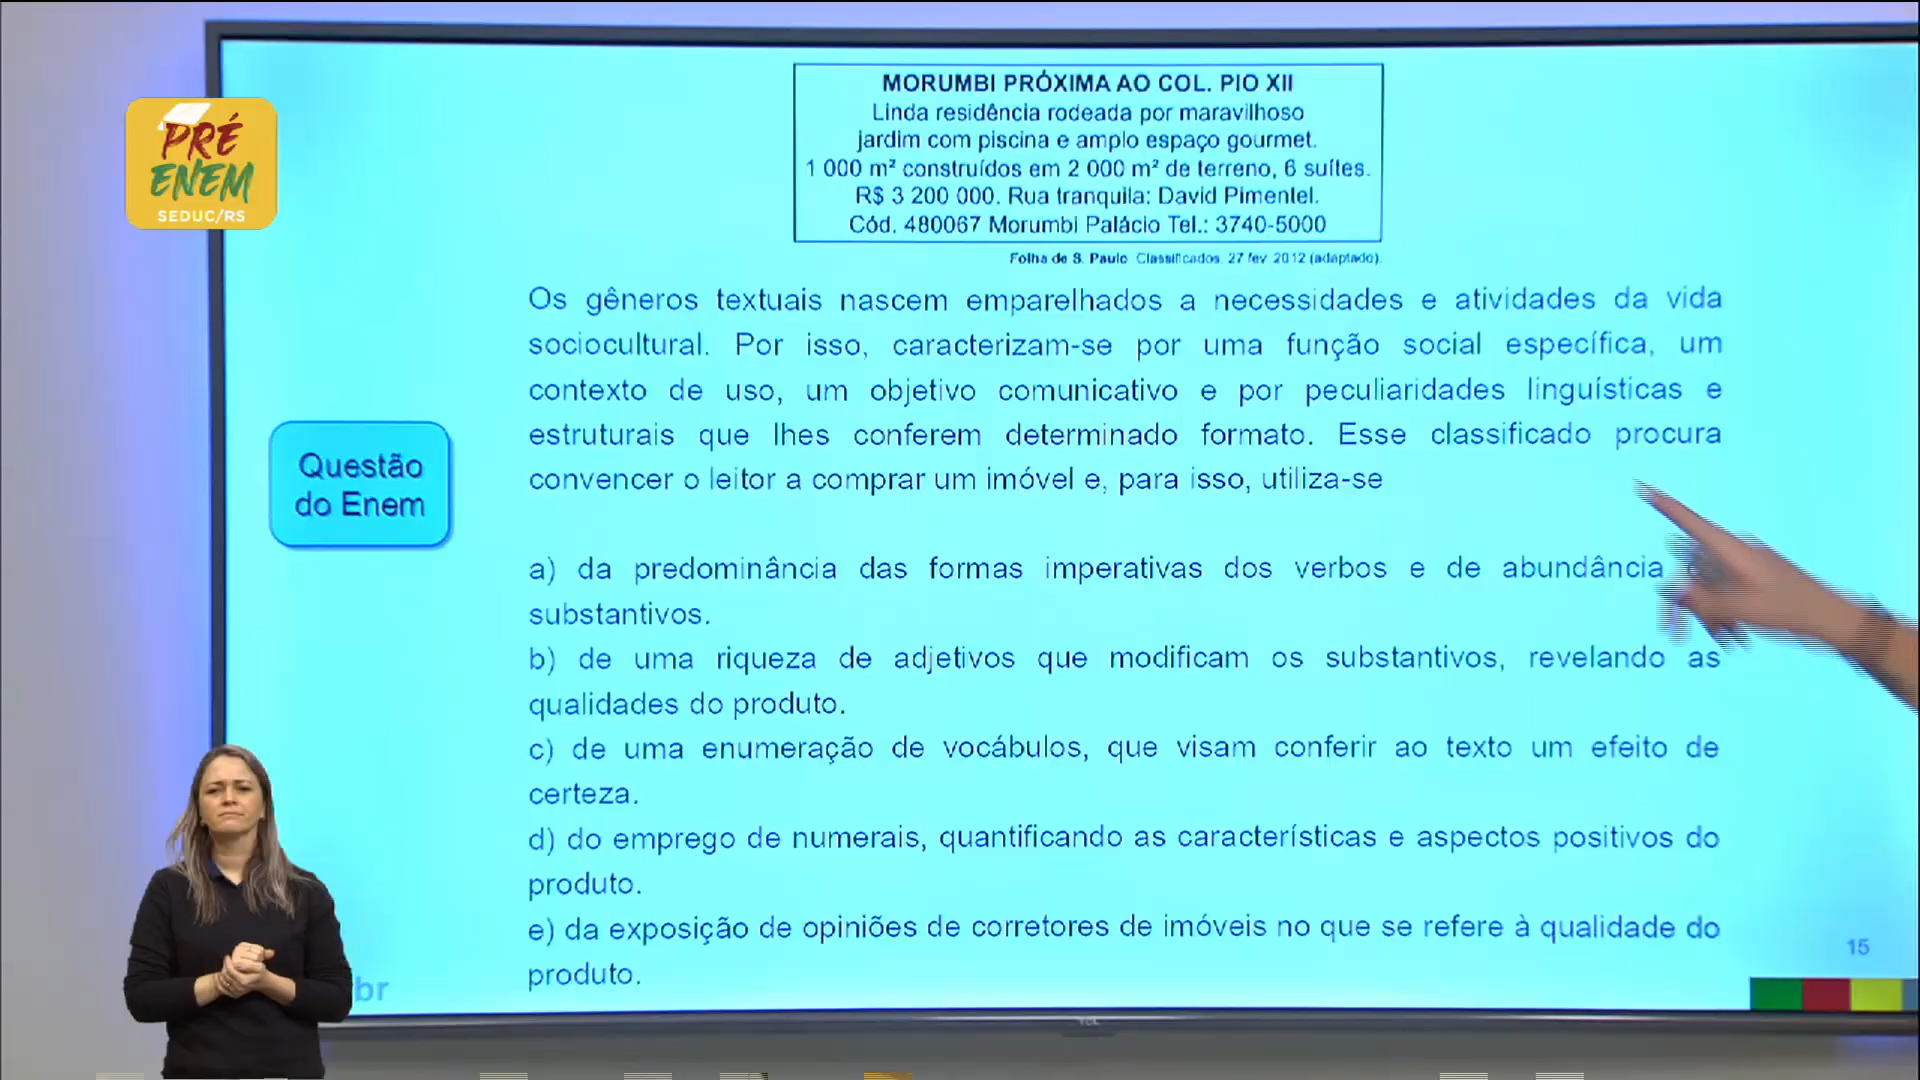 MORUMBI PRÓXIMA AO COL. PIO XII
Linda residência rodeada por maravilhoso
jardim com piscina e amplo espaço gourmet.
1 000 m² construídos em 2 000 m² de terreno, 6 suítes.
R$ 3 200 000. Rua tranquila: David Pimentel.
Cód. 480067 Morumbi Palácio Tel.: 3740-5000
Folha de S. Paulo. Classificados. 27 fev. 2012 (adaptado).
PRÉ
ENEM
SEDUC/RS
Os gêneros textuais nascem emparelhados a necessidades e atividades da vida
sociocultural. Por isso, caracterizam-se por uma função social específica, um
contexto de uso, um objetivo comunicativo e por peculiaridades linguísticas e
estruturais que lhes conferem determinado formato. Esse classificado procura
convencer o leitor a comprar um imóvel e, para isso, utiliza-se
Questão
do Enem
a) da predominância das formas imperativas dos verbos e de abundância
substantivos.
b) de uma riqueza de adjetivos que modificam os substantivos, revelando as
qualidades do produto.
c) de uma enumeração de vocábulos, que visam conferir ao texto um efeito de
certeza.
d) do emprego de numerais, quantificando as características e aspectos positivos do
produto.
e) da exposição de opiniões de corretores de imóveis no que se refere à qualidade do
produto.
15
br
TCL